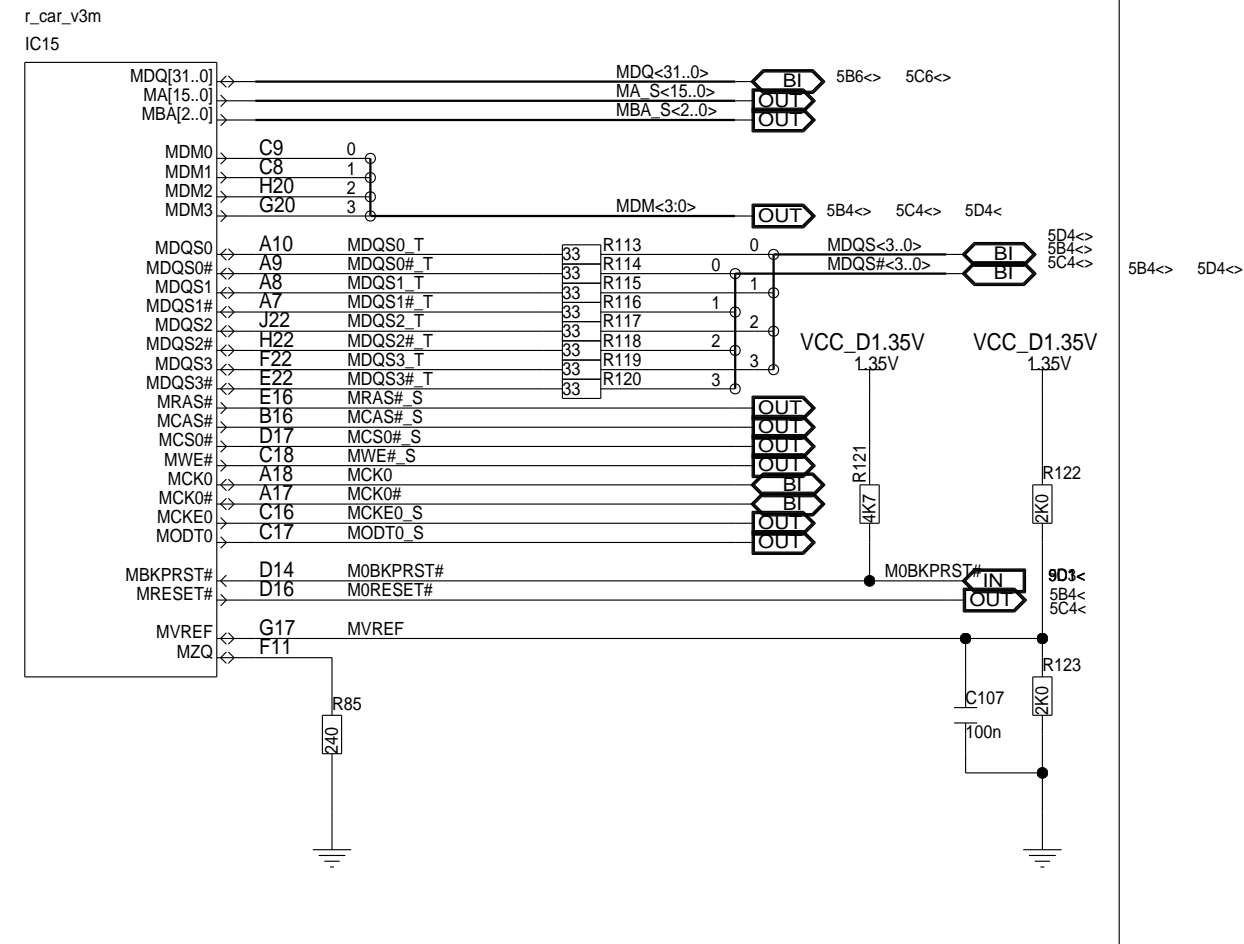 r_car_v3m
IC15
MDQ[31..0] MDQ<31..0> BI 5B6<> 5C6<>
MA[15..0] MA_S<15..0> OUT
MBA[2..0] MBA_S<2..0> OUT
MDM0 C9 0
MDM1 C8 1
MDM2 H20 2
MDM3 G20 3 MDM<3:0> OUT 5B4<> 5C4<> 5D4<
MDQS0 A10 MDQS0_T 33 R113 0 MDQS<3..0> BI 5D4<> 5B4<> 5C4<>
MDQS0# A9 MDQS0#_T 33 R114 0 MDQS#<3..0> BI 5B4<> 5D4<>
MDQS1 A8 MDQS1_T 33 R115 1
MDQS1# A7 MDQS1#_T 33 R116 1
MDQS2 J22 MDQS2_T 33 R117 2
MDQS2# H22 MDQS2#_T 33 R118 2
MDQS3 F22 MDQS3_T 33 R119 3
MDQS3# E22 MDQS3#_T 33 R120 3
VCC_D1.35V VCC_D1.35V
1.35V 1.35V
MRAS# E16 MRAS#_S OUT
MCAS# B16 MCAS#_S OUT
MCS0# D17 MCS0#_S OUT
MWE# C18 MWE#_S OUT
MCK0 A18 MCK0 BI
MCK0# A17 MCK0# BI
MCKE0 C16 MCKE0_S OUT
MODT0 C17 MODT0_S OUT
R121 4K7
R122 2K0
MBKPRST# D14 M0BKPRST# M0BKPRST# IN
MRESET# D16 M0RESET# OUT 5B4< 5C4<
MVREF G17 MVREF
MZQ F11
R123 2K0
C107
100n
R85
240